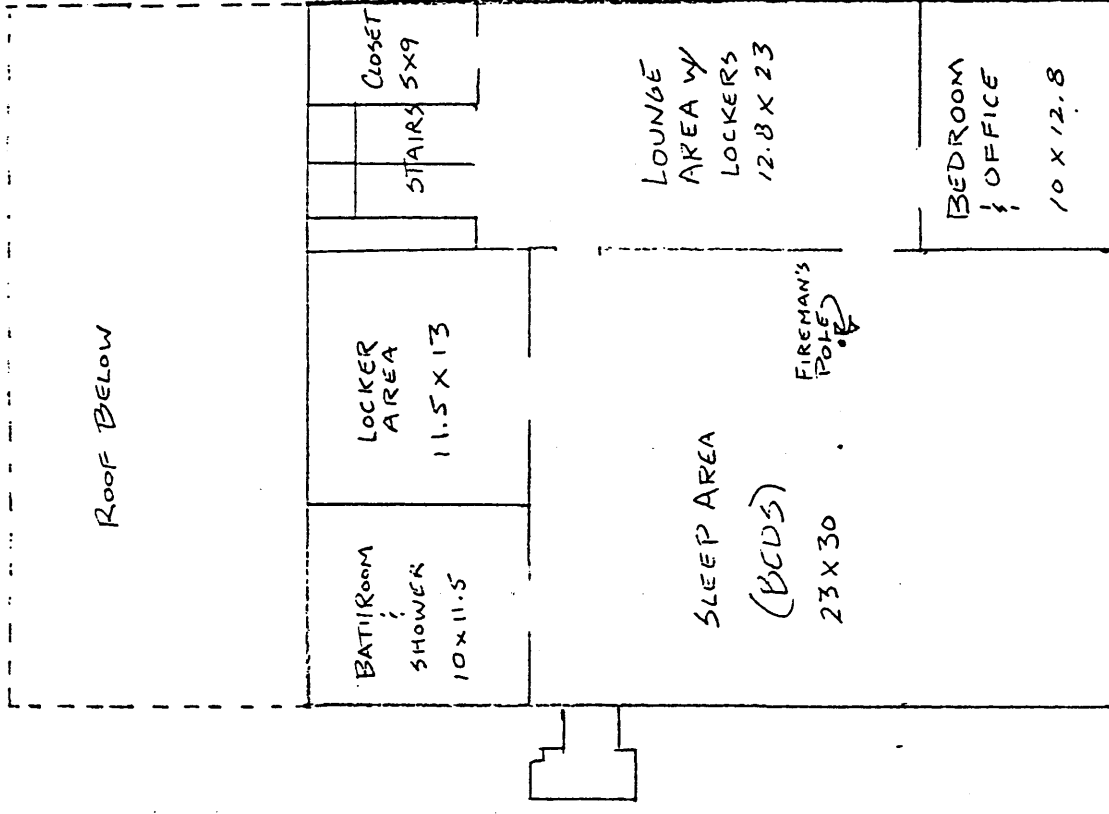 ROOF BELOW
BATHROOM
&
SHOWER
10 x 11.5
LOCKER
AREA
11.5 x 13
STAIRS
CLOSET
5x9
SLEEP AREA
(BEDS)
23 x 30
FIREMAN'S
POLE
LOUNGE
AREA W/
LOCKERS
12.8 x 23
BEDROOM
& OFFICE
10 x 12.8